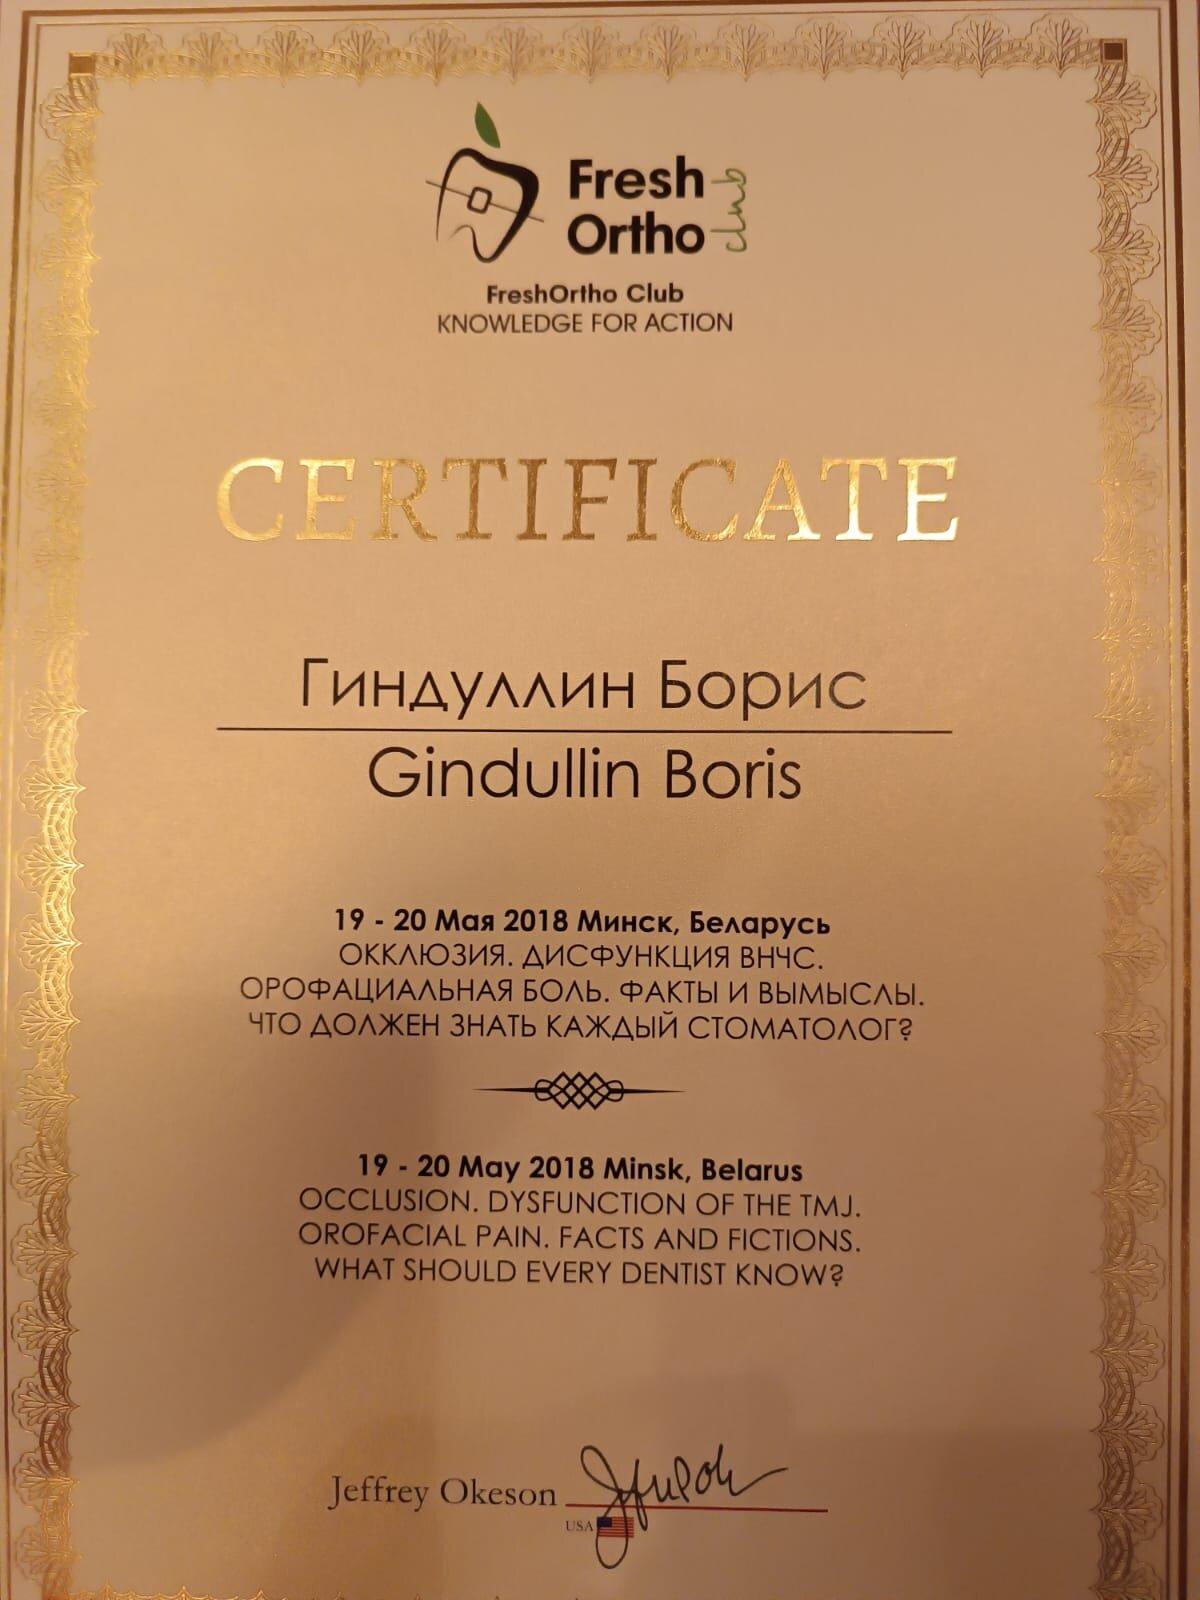 Fresh
Ortho
club
FreshOrtho Club
KNOWLEDGE FOR ACTION
CERTIFICATE
Гиндуллин Борис
Gindullin Boris
19 - 20 Мая 2018 Минск, Беларусь
ОККЛЮЗИЯ. ДИСФУНКЦИЯ ВНЧС.
ОРОФАЦИАЛЬНАЯ БОЛЬ. ФАКТЫ И ВЫМЫСЛЫ.
ЧТО ДОЛЖЕН ЗНАТЬ КАЖДЫЙ СТОМАТОЛОГ?
19 - 20 May 2018 Minsk, Belarus
OCCLUSION. DYSFUNCTION OF THE TMJ.
OROFACIAL PAIN. FACTS AND FICTIONS.
WHAT SHOULD EVERY DENTIST KNOW?
Jeffrey Okeson
USA